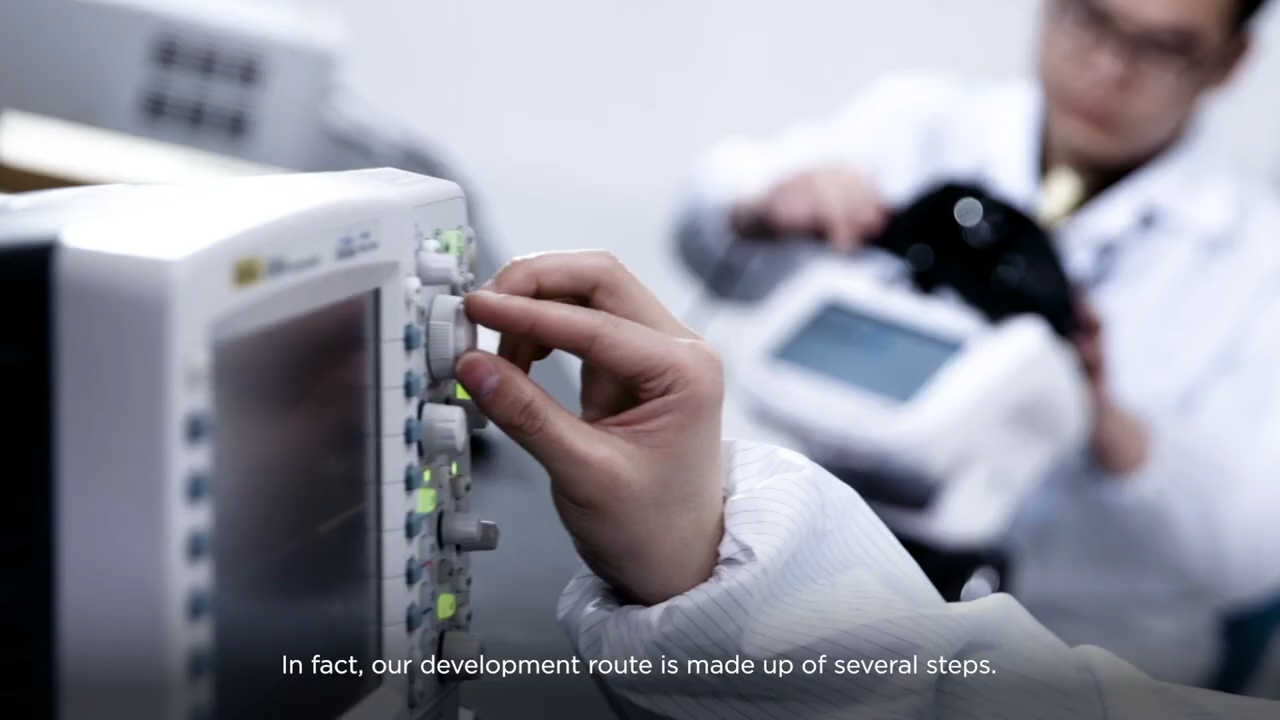 In fact, our development route is made up of several steps.